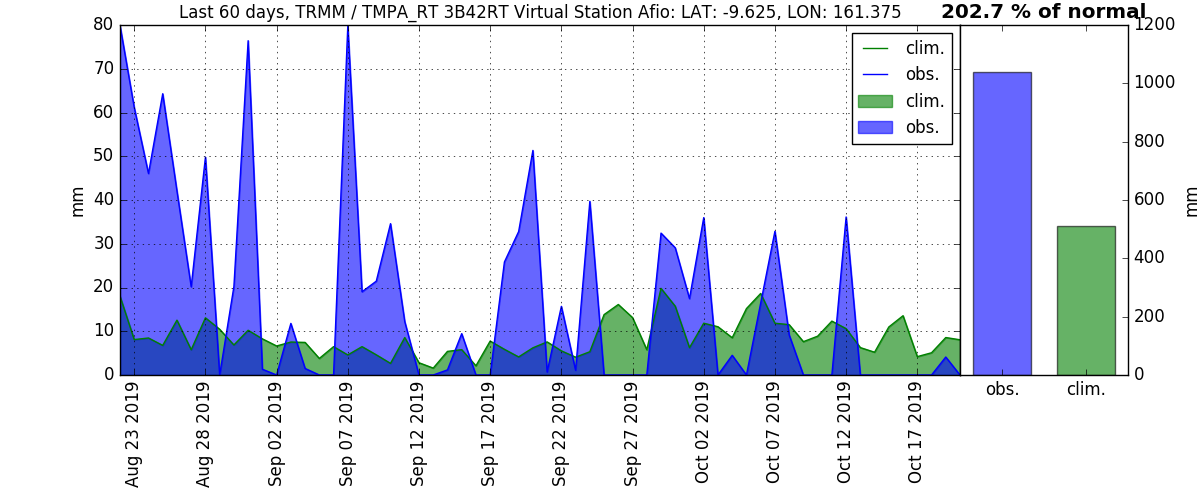 Last 60 days, TRMM / TMPA_RT 3B42RT Virtual Station Afio: LAT: -9.625, LON: 161.375
202.7 % of normal
80
70
60
50
40
30
20
10
0
mm
clim.
obs.
clim.
obs.
1200
1000
800
600
400
200
0
mm
Aug 23 2019
Aug 28 2019
Sep 02 2019
Sep 07 2019
Sep 12 2019
Sep 17 2019
Sep 22 2019
Sep 27 2019
Oct 02 2019
Oct 07 2019
Oct 12 2019
Oct 17 2019
obs.
clim.